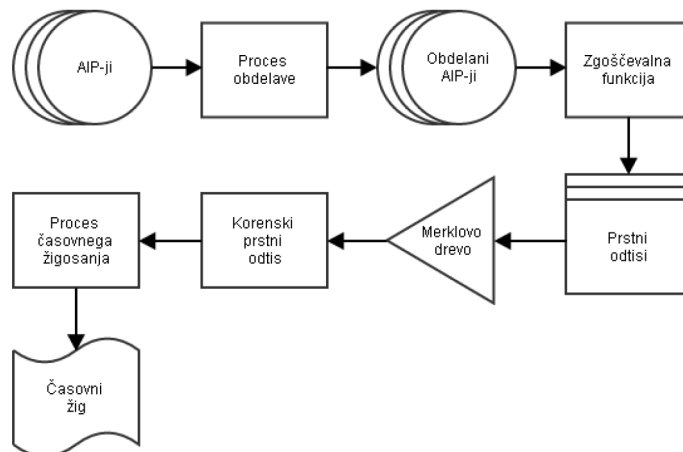 AIP-ji
Proces
obdelave
Obdelani
AIP-ji
Zgoščevalna
funkcija
Proces
časovnega
žigosanja
Korenski
prstni
odtis
Merklovo
drevo
Prstni
odtisi
Časovni
žig